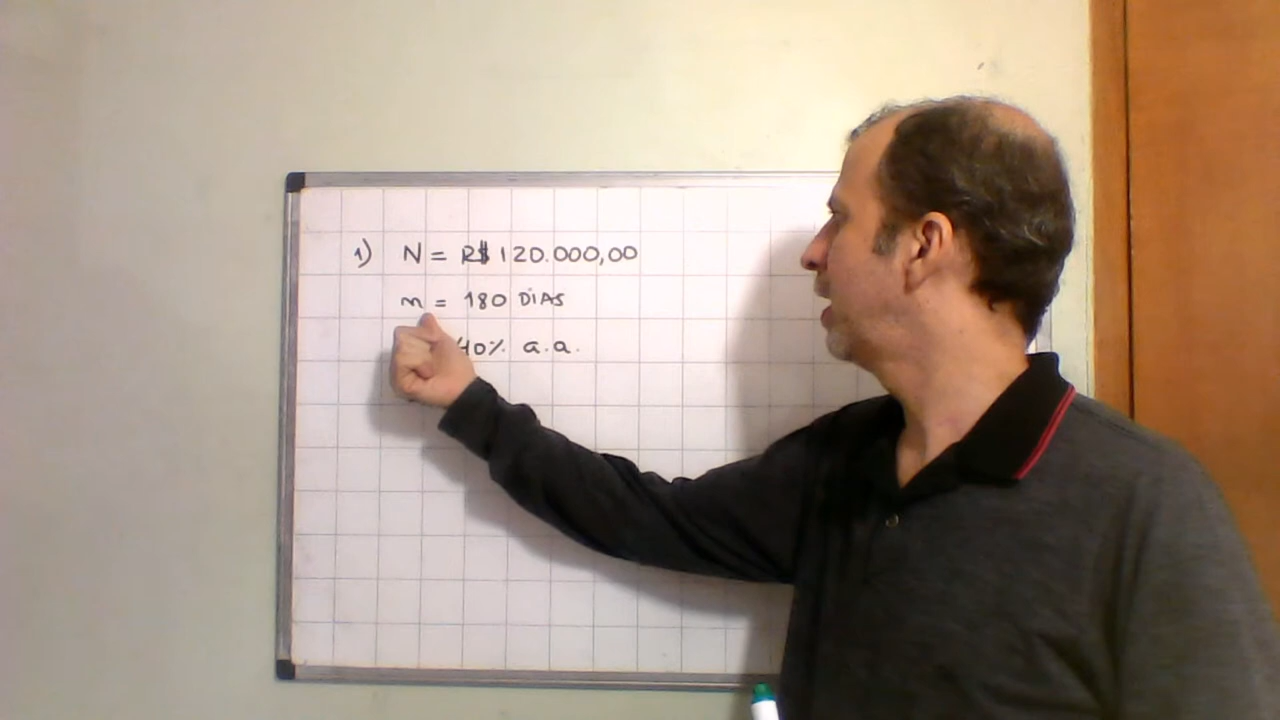 1) N = R$ 120.000,00
n = 180 DIAS
40% a.a.